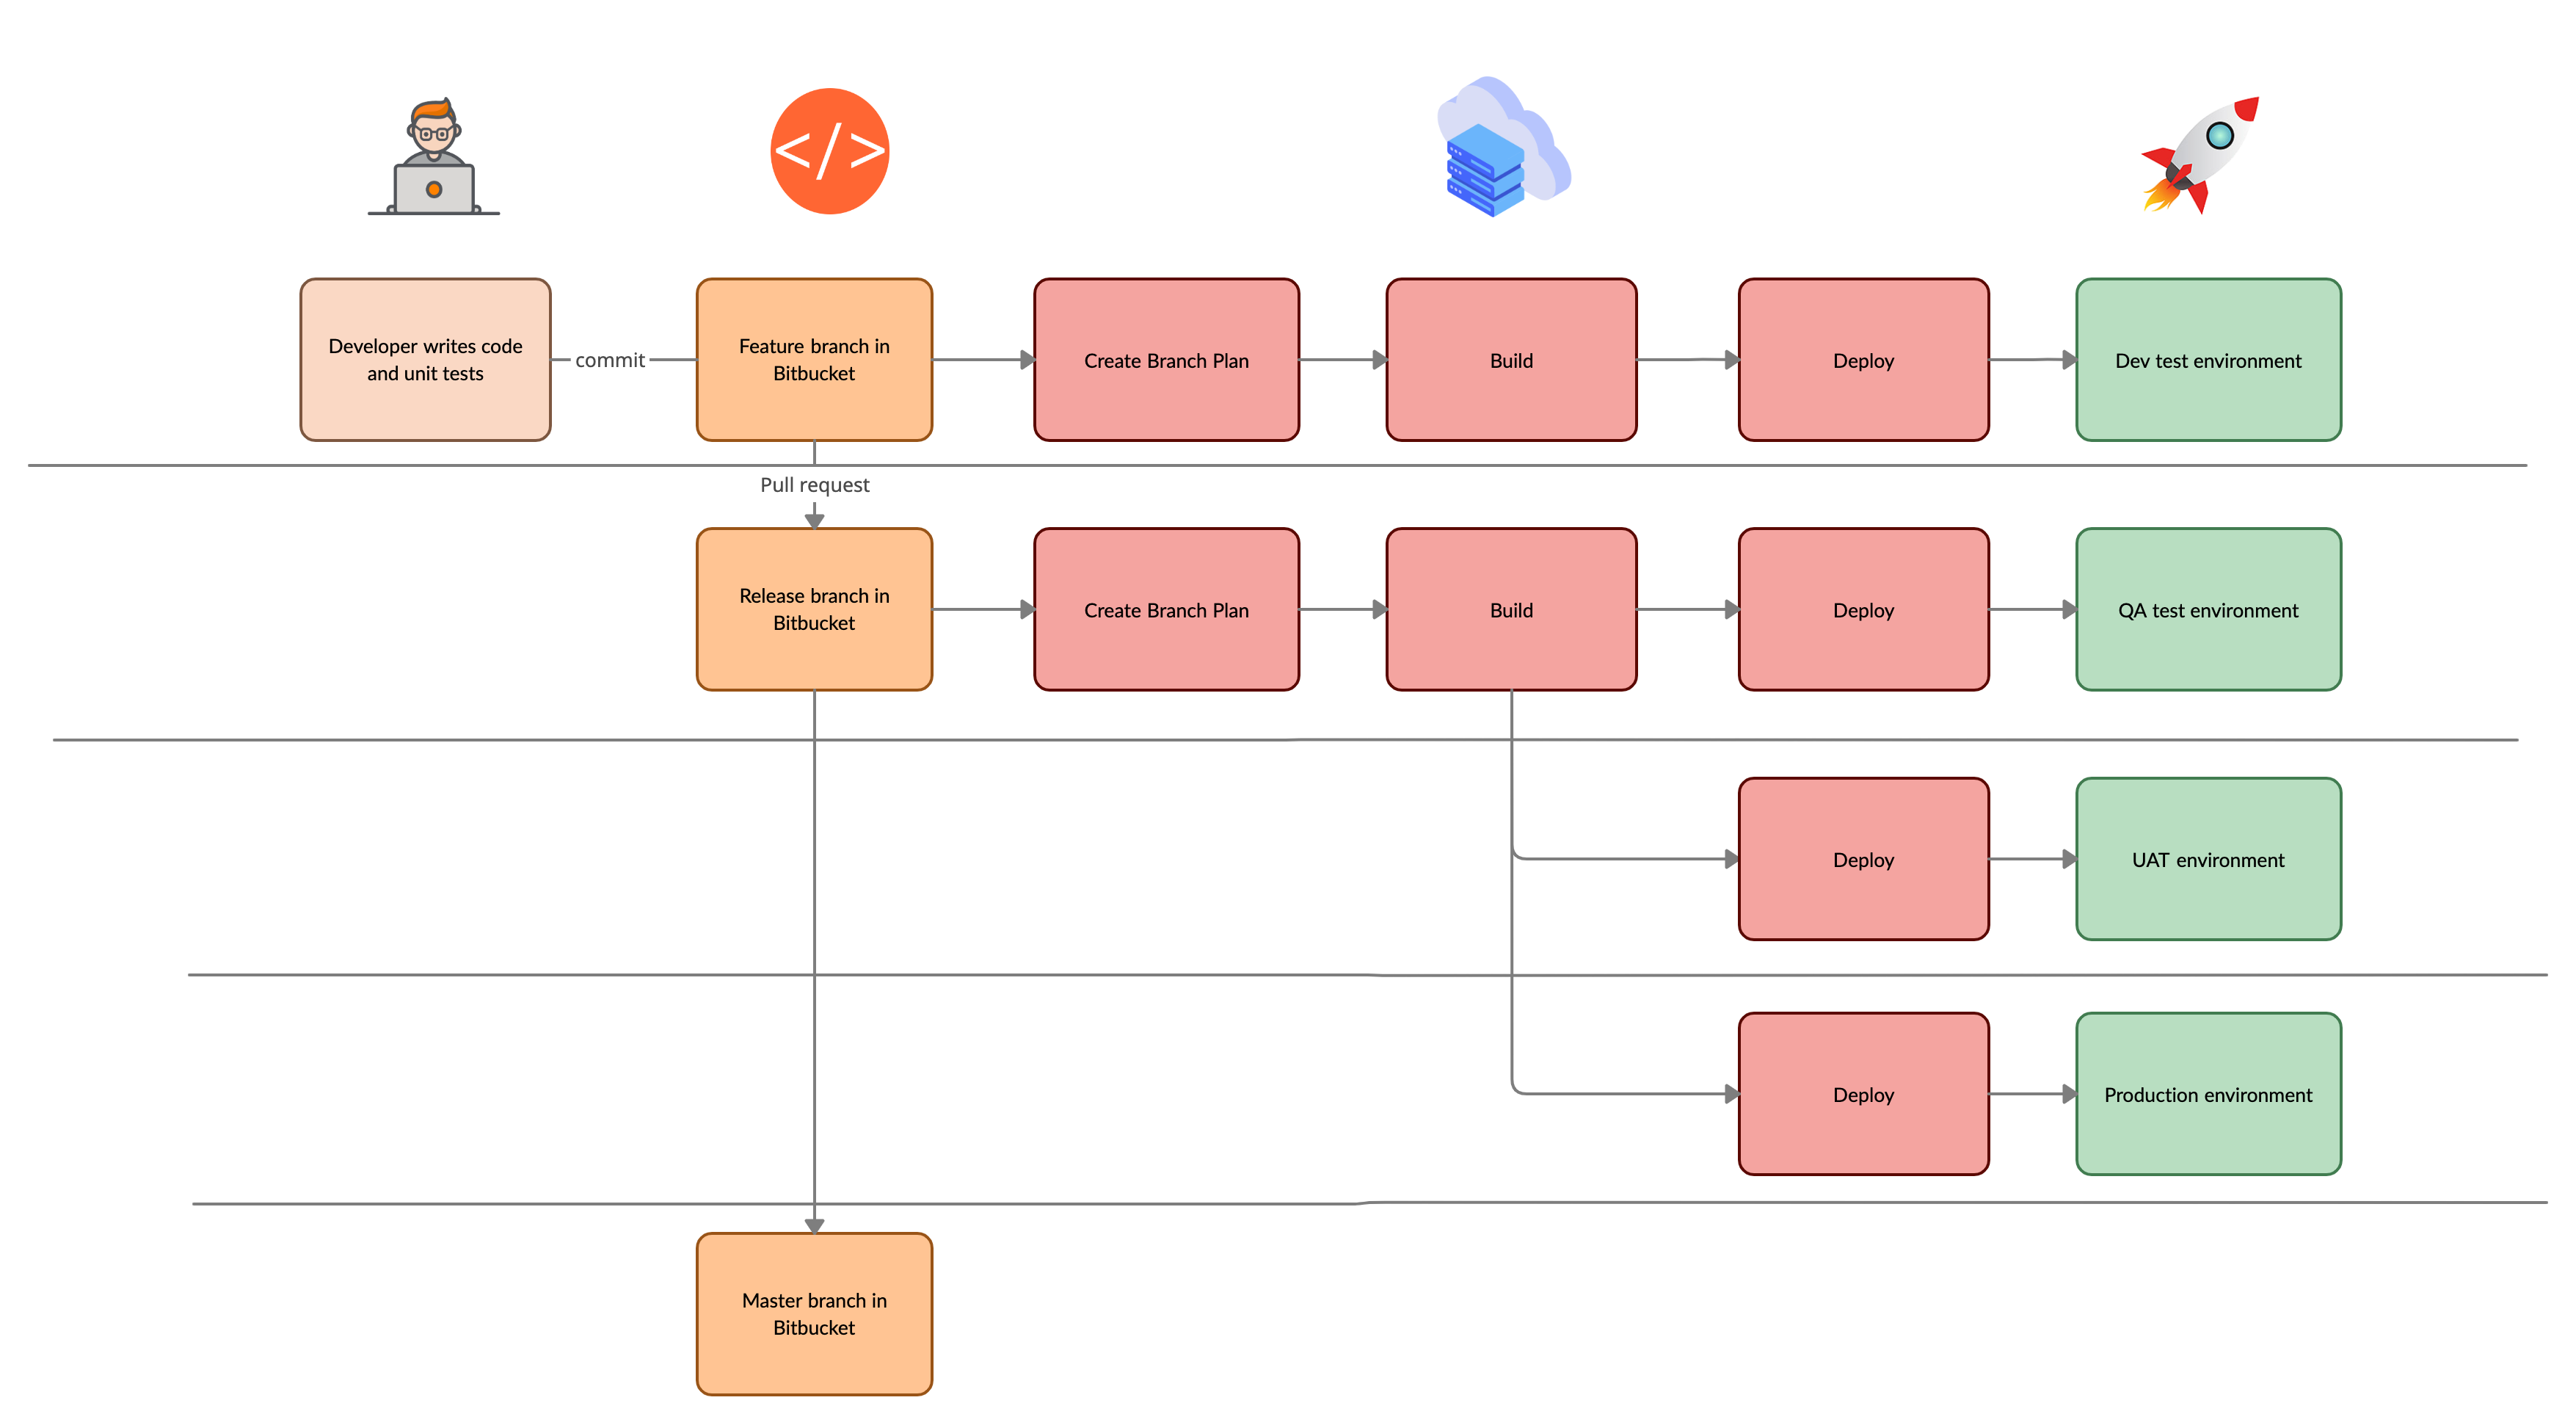 </>
Developer writes code
and unit tests
commit
Feature branch in
Bitbucket
Create Branch Plan
Build
Deploy
Dev test environment
Pull request
Release branch in
Bitbucket
Create Branch Plan
Build
Deploy
QA test environment
Deploy
UAT environment
Deploy
Production environment
Master branch in
Bitbucket